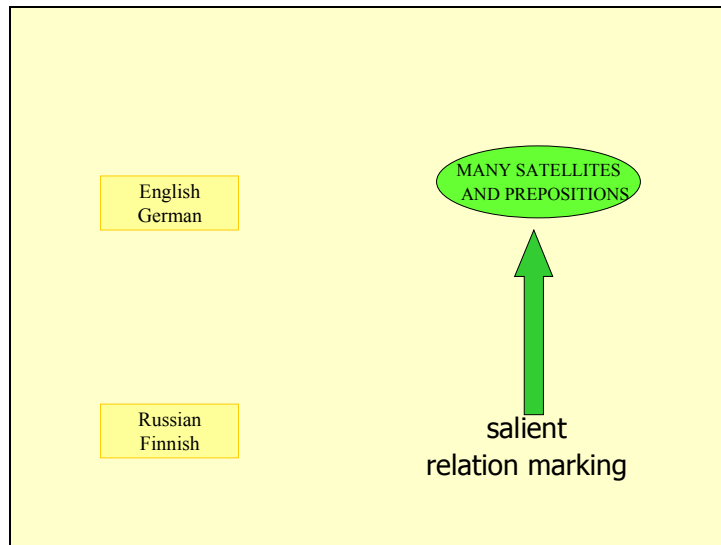 MANY SATELLITES
AND PREPOSITIONS
English
German
Russian
Finnish
salient
relation marking